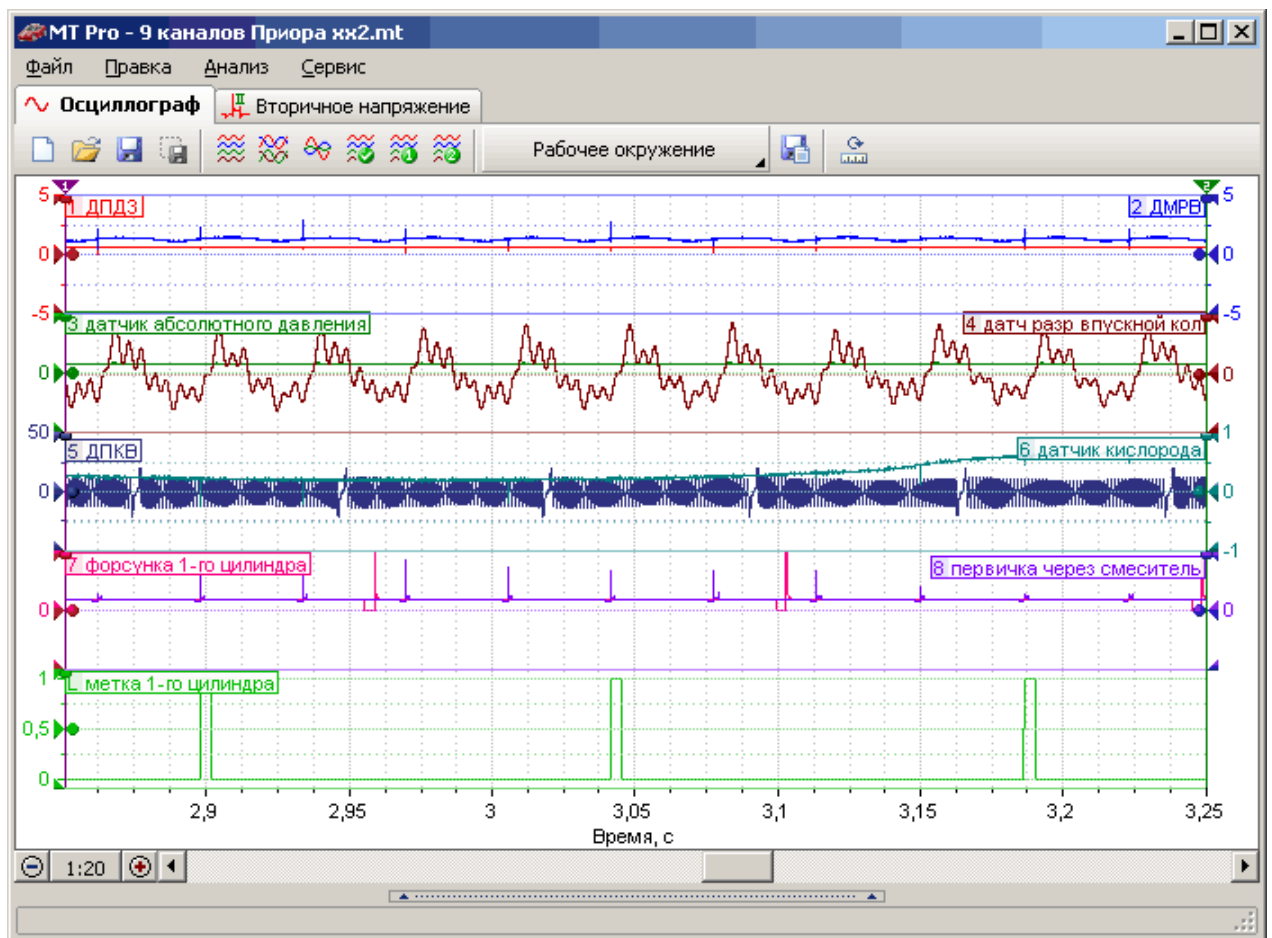 MT Pro - 9 каналов Приора хх2.mt
Файл Правка Анализ Сервис
Осциллограф
II Вторичное напряжение
Рабочее окружение
1
2
5
1 ДПДЗ
2 ДМРВ
5
0
0
-5
-5
3 датчик абсолютного давления
4 датч разр впускной кол
0
0
50
1
5 ДПКВ
6 датчик кислорода
0
0
-1
7 форсунка 1-го цилиндра
8 первичка через смеситель
0
0
1
L метка 1-го цилиндра
0,5
0
2,9 2,95 3 3,05 3,1 3,15 3,2 3,25
Время, с
1:20